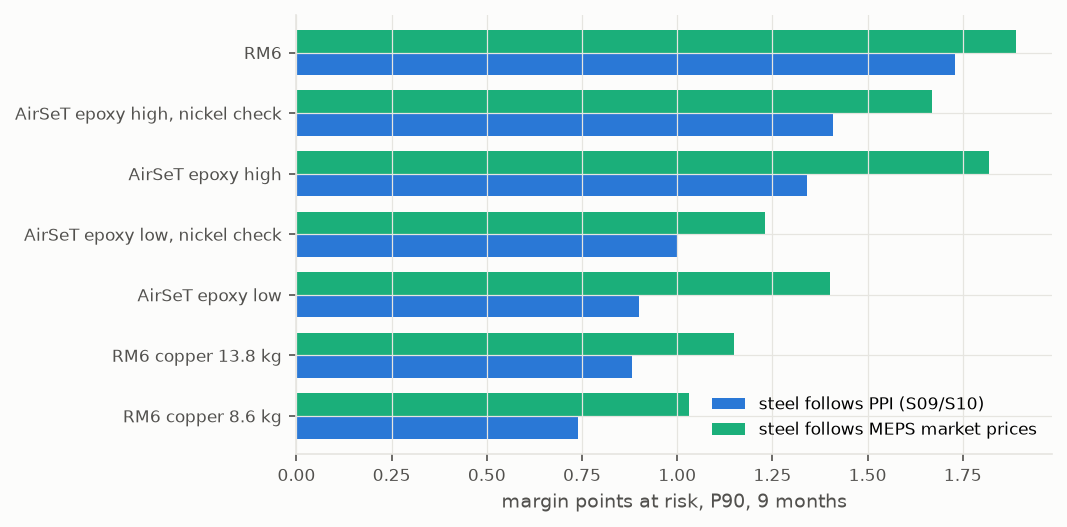 RM6
AirSeT epoxy high, nickel check
AirSeT epoxy high
AirSeT epoxy low, nickel check
AirSeT epoxy low
RM6 copper 13.8 kg
RM6 copper 8.6 kg
steel follows PPI (S09/S10)
steel follows MEPS market prices
0.00 0.25 0.50 0.75 1.00 1.25 1.50 1.75
margin points at risk, P90, 9 months